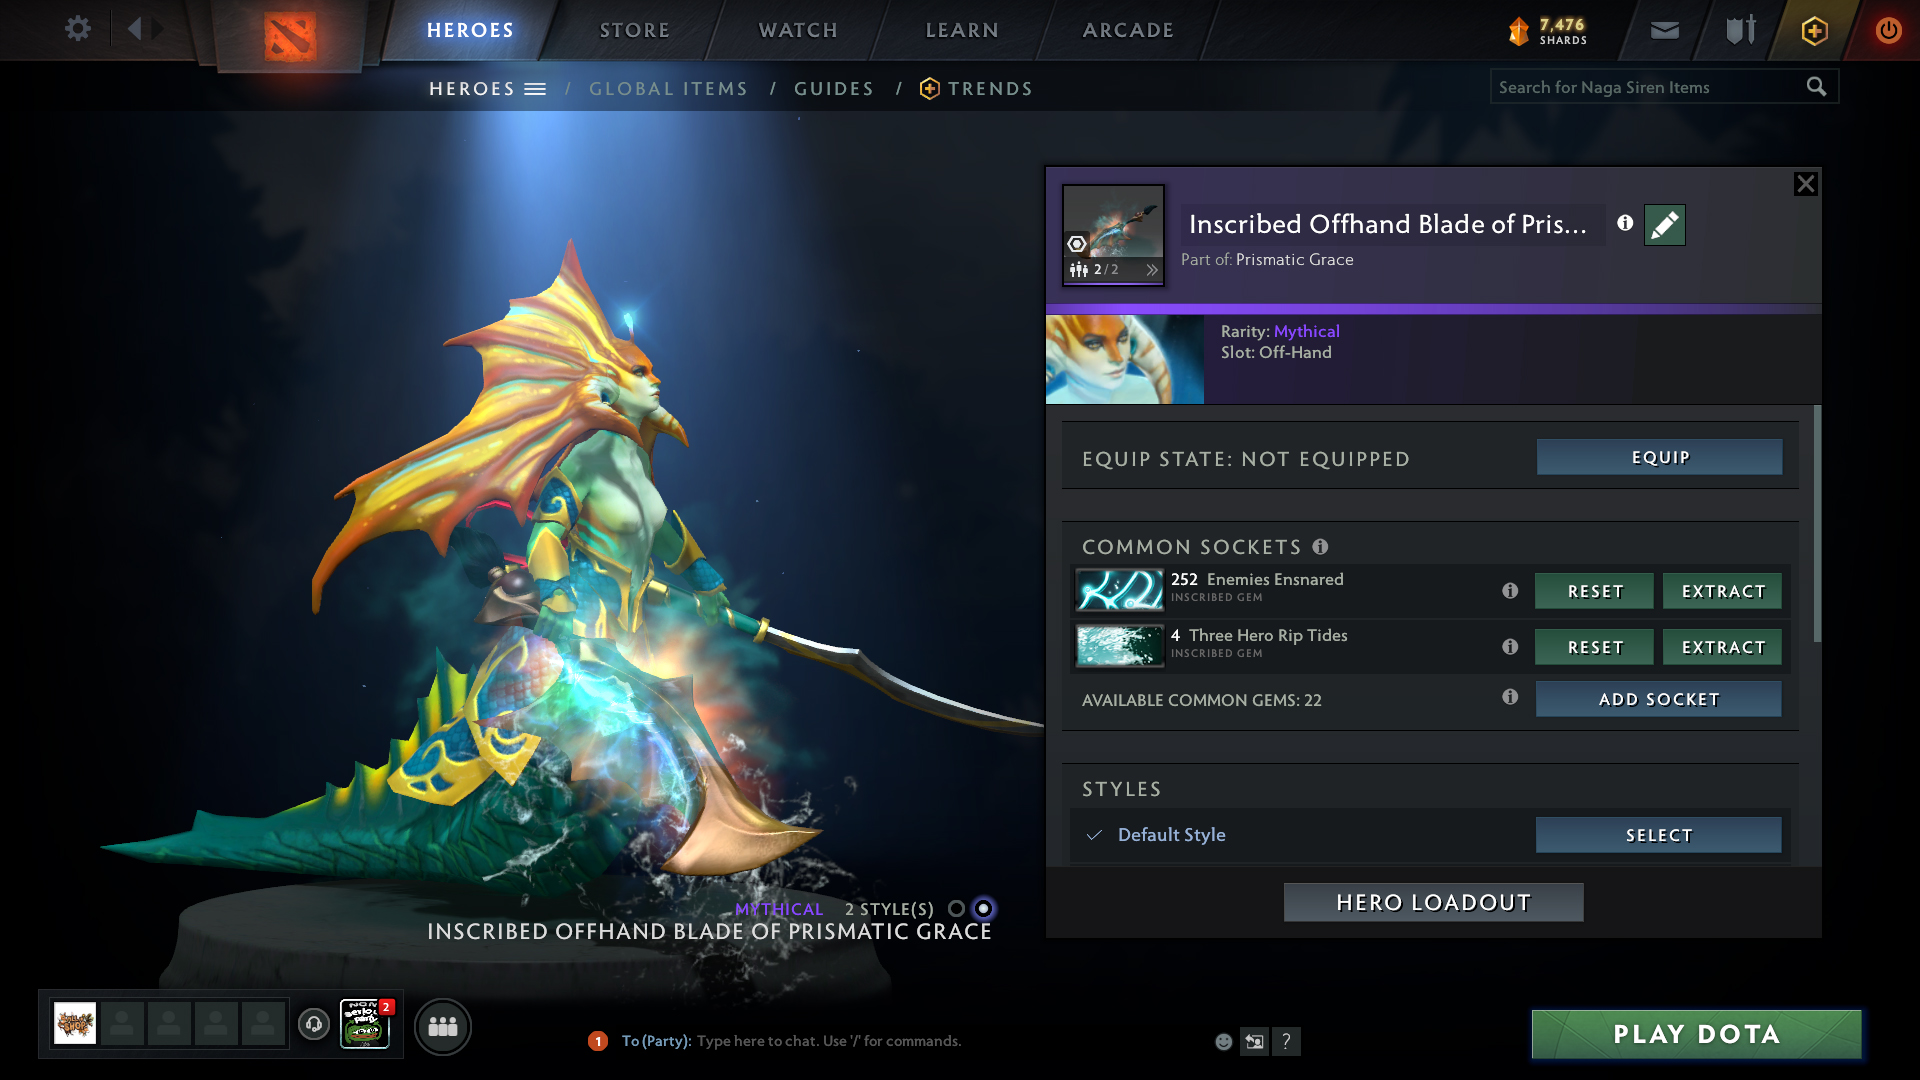 HEROES
STORE
WATCH
LEARN
ARCADE
7,476
SHARDS
HEROES / GLOBAL ITEMS / GUIDES / TRENDS
Search for Naga Siren Items
Inscribed Offhand Blade of Pris...
2/2
Part of: Prismatic Grace
Rarity: Mythical
Slot: Off-Hand
EQUIP STATE: NOT EQUIPPED
EQUIP
COMMON SOCKETS
252 Enemies Ensnared
INSCRIBED GEM
RESET
EXTRACT
4 Three Hero Rip Tides
INSCRIBED GEM
RESET
EXTRACT
AVAILABLE COMMON GEMS: 22
ADD SOCKET
STYLES
Default Style
SELECT
HERO LOADOUT
MYTHICAL 2 STYLE(S)
INSCRIBED OFFHAND BLADE OF PRISMATIC GRACE
2
1
To (Party): Type here to chat. Use '/' for commands.
?
PLAY DOTA